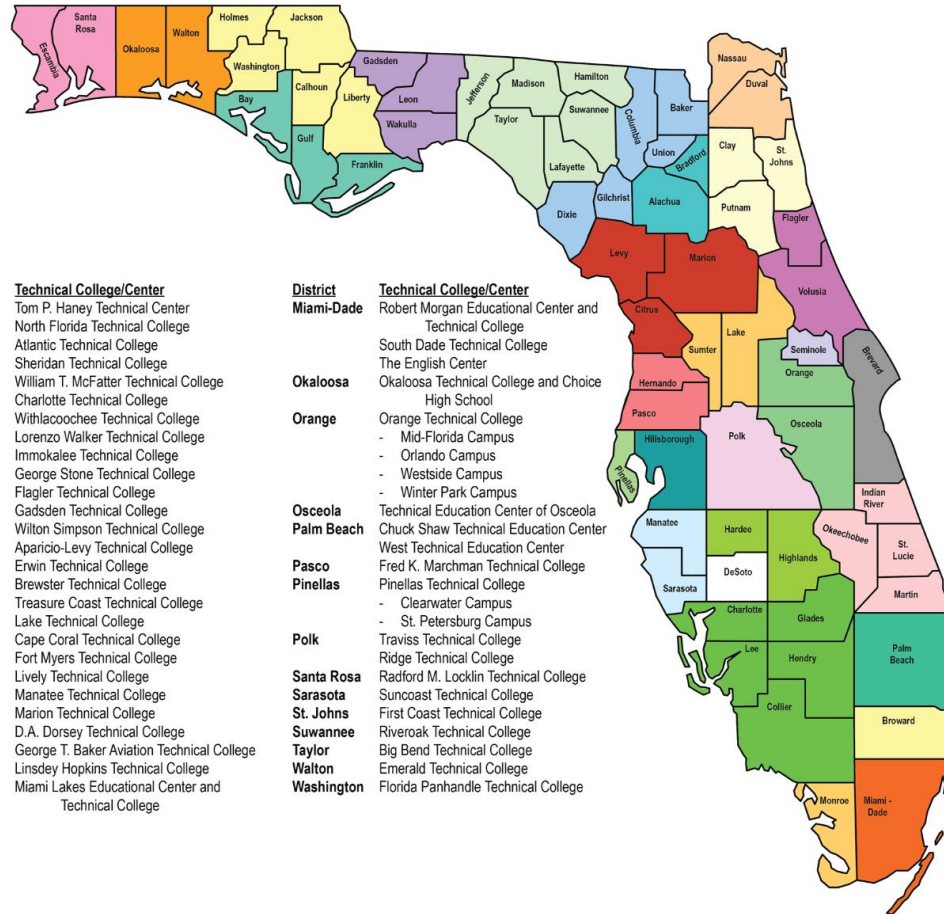 Santa
Rosa
Escambia
Okaloosa
Walton
Holmes
Jackson
Washington
Bay
Calhoun
Gulf
Liberty
Franklin
Gadsden
Leon
Wakulla
Jefferson
Madison
Taylor
Hamilton
Suwannee
Lafayette
Columbia
Baker
Union
Bradford
Gilchrist
Dixie
Alachua
Nassau
Duval
Clay
St.
Johns
Putnam
Flagler
Levy
Marion
Volusia
Citrus
Sumter
Lake
Seminole
Brevard
Hernando
Orange
Pasco
Hillsborough
Polk
Osceola
Pinellas
Indian
River
Manatee
Hardee
Highlands
Okeechobee
St.
Lucie
Sarasota
DeSoto
Martin
Charlotte
Glades
Lee
Hendry
Palm
Beach
Collier
Broward
Monroe
Miami -
Dade
Technical College/Center
Tom P. Haney Technical Center
North Florida Technical College
Atlantic Technical College
Sheridan Technical College
William T. McFatter Technical College
Charlotte Technical College
Withlacoochee Technical College
Lorenzo Walker Technical College
Immokalee Technical College
George Stone Technical College
Flagler Technical College
Gadsden Technical College
Wilton Simpson Technical College
Aparicio-Levy Technical College
Erwin Technical College
Brewster Technical College
Treasure Coast Technical College
Lake Technical College
Cape Coral Technical College
Fort Myers Technical College
Lively Technical College
Manatee Technical College
Marion Technical College
D.A. Dorsey Technical College
George T. Baker Aviation Technical College
Linsdey Hopkins Technical College
Miami Lakes Educational Center and
Technical College
District Technical College/Center
Miami-Dade Robert Morgan Educational Center and
Technical College
South Dade Technical College
The English Center
Okaloosa Okaloosa Technical College and Choice
High School
Orange Orange Technical College
- Mid-Florida Campus
- Orlando Campus
- Westside Campus
- Winter Park Campus
Osceola Technical Education Center of Osceola
Palm Beach Chuck Shaw Technical Education Center
West Technical Education Center
Pasco Fred K. Marchman Technical College
Pinellas Pinellas Technical College
- Clearwater Campus
- St. Petersburg Campus
Polk Traviss Technical College
Ridge Technical College
Santa Rosa Radford M. Locklin Technical College
Sarasota Suncoast Technical College
St. Johns First Coast Technical College
Suwannee Riveroak Technical College
Taylor Big Bend Technical College
Walton Emerald Technical College
Washington Florida Panhandle Technical College